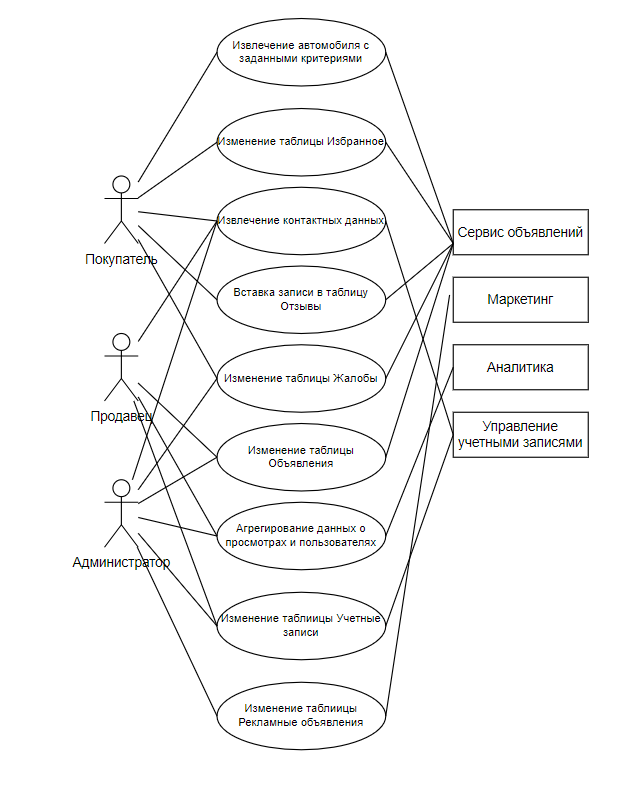 Извлечение автомобиля с
заданными критериями
Изменение таблицы Избранное
Извлечение контактных данных
Вставка записи в таблицу
Отзывы
Изменение таблицы Жалобы
Изменение таблицы
Объявления
Агрегирование данных о
просмотрах и пользователях
Изменение таблиицы Учетные
записи
Изменение таблиицы
Рекламные объявления
Покупатель
Продавец
Администратор
Сервис объявлений
Маркетинг
Аналитика
Управление
учетными записями